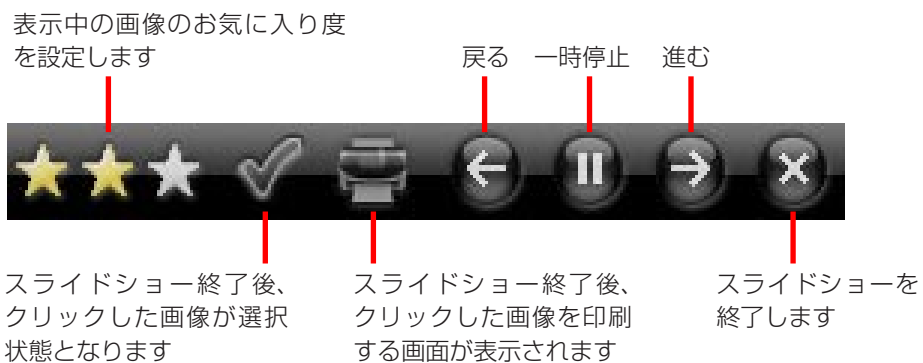 表示中の画像のお気に入り度
を設定します
戻る 一時停止 進む
スライドショー終了後、
クリックした画像が選択
状態となります
スライドショー終了後、
クリックした画像を印刷
する画面が表示されます
スライドショーを
終了します